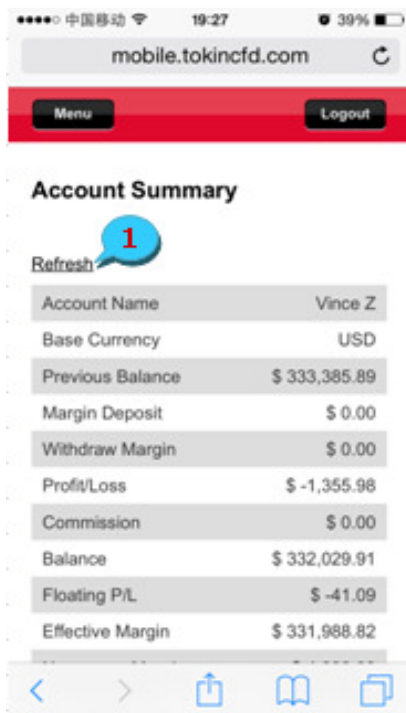 中国移动 19:27 39%
mobile.tokincfd.com
Menu Logout
Account Summary
1
Refresh
Account Name Vince Z
Base Currency USD
Previous Balance $ 333,385.89
Margin Deposit $ 0.00
Withdraw Margin $ 0.00
Profit/Loss $ -1,355.98
Commission $ 0.00
Balance $ 332,029.91
Floating P/L $ -41.09
Effective Margin $ 331,988.82